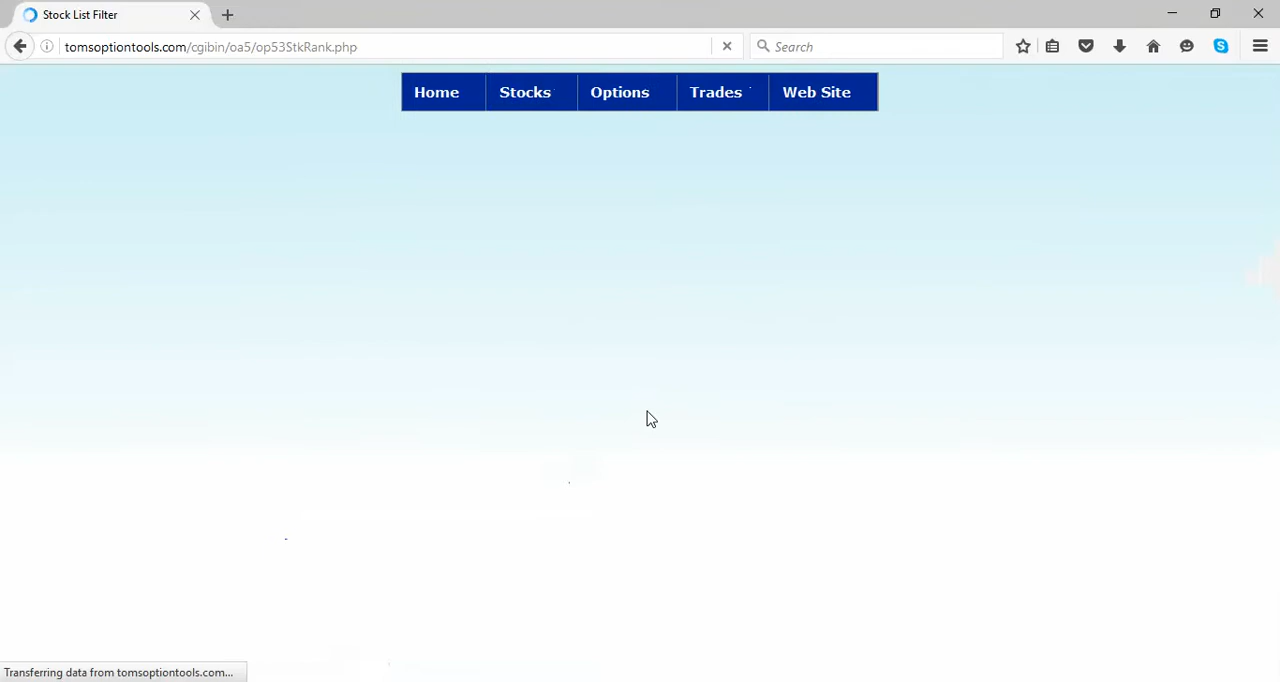 Stock List Filter
tomsoptiontools.com/cgibin/oa5/op53StkRank.php
Search
Home Stocks Options Trades Web Site
Transferring data from tomsoptiontools.com...